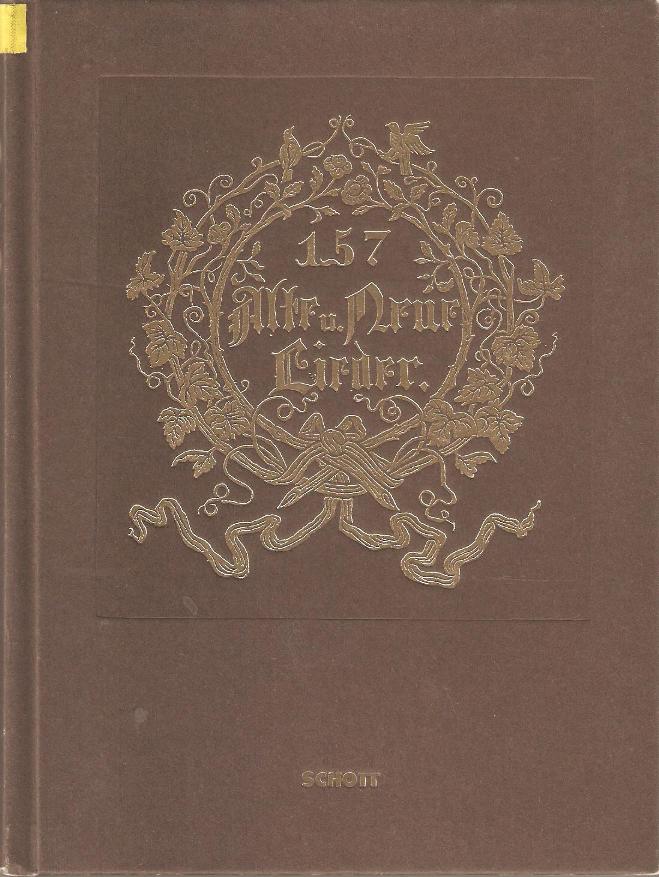 157
Alte u. Neue
Lieder.
SCHOTT